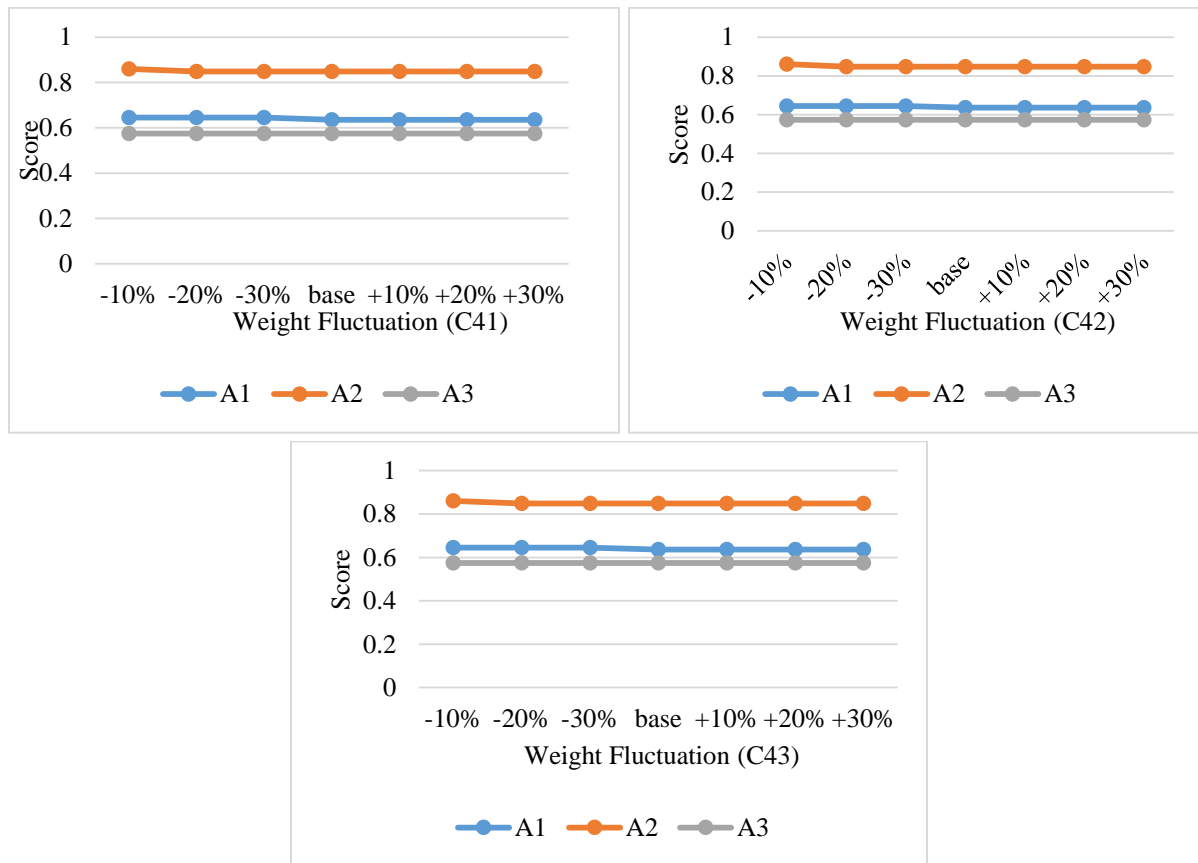 1
0.8
0.6
0.4
0.2
0
Score
-10% -20% -30% base +10% +20% +30%
Weight Fluctuation (C41)
A1 A2 A3
1
0.8
0.6
0.4
0.2
0
Score
-10% -20% -30% base +10% +20% +30%
Weight Fluctuation (C42)
A1 A2 A3
1
0.8
0.6
0.4
0.2
0
Score
-10% -20% -30% base +10% +20% +30%
Weight Fluctuation (C43)
A1 A2 A3